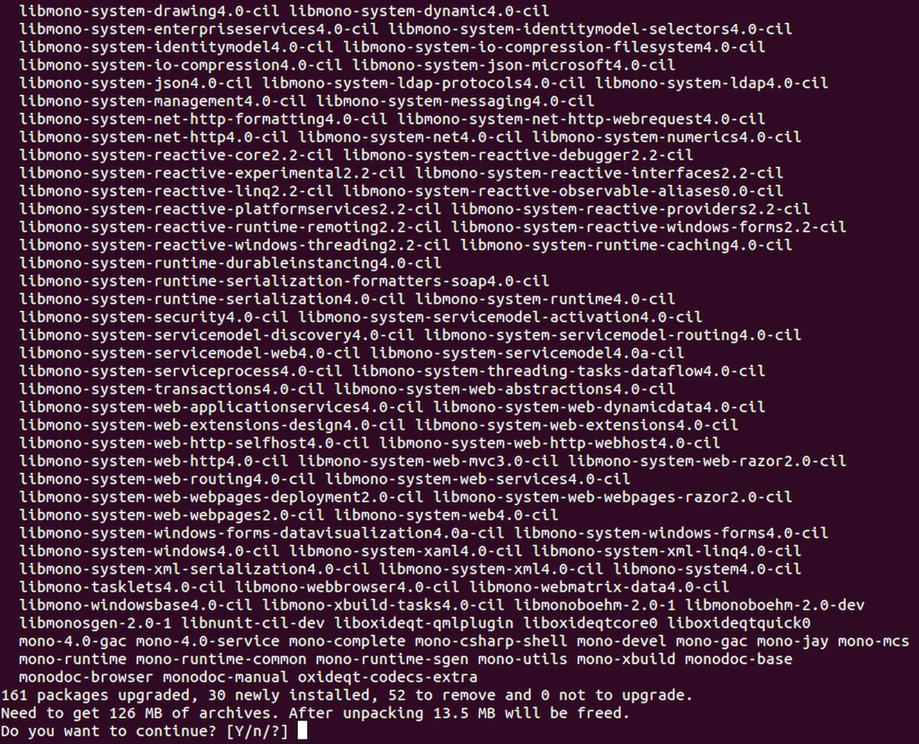 libmono-system-drawing4.0-cil libmono-system-dynamic4.0-cil
libmono-system-enterpriseservices4.0-cil libmono-system-identitymodel-selectors4.0-cil
libmono-system-identitymodel4.0-cil libmono-system-io-compression-filesystem4.0-cil
libmono-system-io-compression4.0-cil libmono-system-json-microsoft4.0-cil
libmono-system-json4.0-cil libmono-system-ldap-protocols4.0-cil libmono-system-ldap4.0-cil
libmono-system-management4.0-cil libmono-system-messaging4.0-cil
libmono-system-net-http-formatting4.0-cil libmono-system-net-http-webrequest4.0-cil
libmono-system-net-http4.0-cil libmono-system-net4.0-cil libmono-system-numerics4.0-cil
libmono-system-reactive-core2.2-cil libmono-system-reactive-debugger2.2-cil
libmono-system-reactive-experimental2.2-cil libmono-system-reactive-interfaces2.2-cil
libmono-system-reactive-linq2.2-cil libmono-system-reactive-observable-aliases0.0-cil
libmono-system-reactive-platformservices2.2-cil libmono-system-reactive-providers2.2-cil
libmono-system-reactive-runtime-remoting2.2-cil libmono-system-reactive-windows-forms2.2-cil
libmono-system-reactive-windows-threading2.2-cil libmono-system-runtime-caching4.0-cil
libmono-system-runtime-durableinstancing4.0-cil
libmono-system-runtime-serialization-formatters-soap4.0-cil
libmono-system-runtime-serialization4.0-cil libmono-system-runtime4.0-cil
libmono-system-security4.0-cil libmono-system-servicemodel-activation4.0-cil
libmono-system-servicemodel-discovery4.0-cil libmono-system-servicemodel-routing4.0-cil
libmono-system-servicemodel-web4.0-cil libmono-system-servicemodel4.0a-cil
libmono-system-serviceprocess4.0-cil libmono-system-threading-tasks-dataflow4.0-cil
libmono-system-transactions4.0-cil libmono-system-web-abstractions4.0-cil
libmono-system-web-applicationservices4.0-cil libmono-system-web-dynamicdata4.0-cil
libmono-system-web-extensions-design4.0-cil libmono-system-web-extensions4.0-cil
libmono-system-web-http-selfhost4.0-cil libmono-system-web-http-webhost4.0-cil
libmono-system-web-http4.0-cil libmono-system-web-mvc3.0-cil libmono-system-web-razor2.0-cil
libmono-system-web-routing4.0-cil libmono-system-web-services4.0-cil
libmono-system-web-webpages-deployment2.0-cil libmono-system-web-webpages-razor2.0-cil
libmono-system-web-webpages2.0-cil libmono-system-web4.0-cil
libmono-system-windows-forms-datavisualization4.0a-cil libmono-system-windows-forms4.0-cil
libmono-system-windows4.0-cil libmono-system-xaml4.0-cil libmono-system-xml-linq4.0-cil
libmono-system-xml-serialization4.0-cil libmono-system-xml4.0-cil libmono-system4.0-cil
libmono-tasklets4.0-cil libmono-webbrowser4.0-cil libmono-webmatrix-data4.0-cil
libmono-windowsbase4.0-cil libmono-xbuild-tasks4.0-cil libmonoboehm-2.0-1 libmonoboehm-2.0-dev
libmonosgen-2.0-1 libnunit-cil-dev liboxideqt-qmlplugin liboxideqtcore0 liboxideqtquick0
mono-4.0-gac mono-4.0-service mono-complete mono-csharp-shell mono-devel mono-gac mono-jay mono-mcs
mono-runtime mono-runtime-common mono-runtime-sgen mono-utils mono-xbuild monodoc-base
monodoc-browser monodoc-manual oxideqt-codecs-extra
161 packages upgraded, 30 newly installed, 52 to remove and 0 not to upgrade.
Need to get 126 MB of archives. After unpacking 13.5 MB will be freed.
Do you want to continue? [Y/n/?]